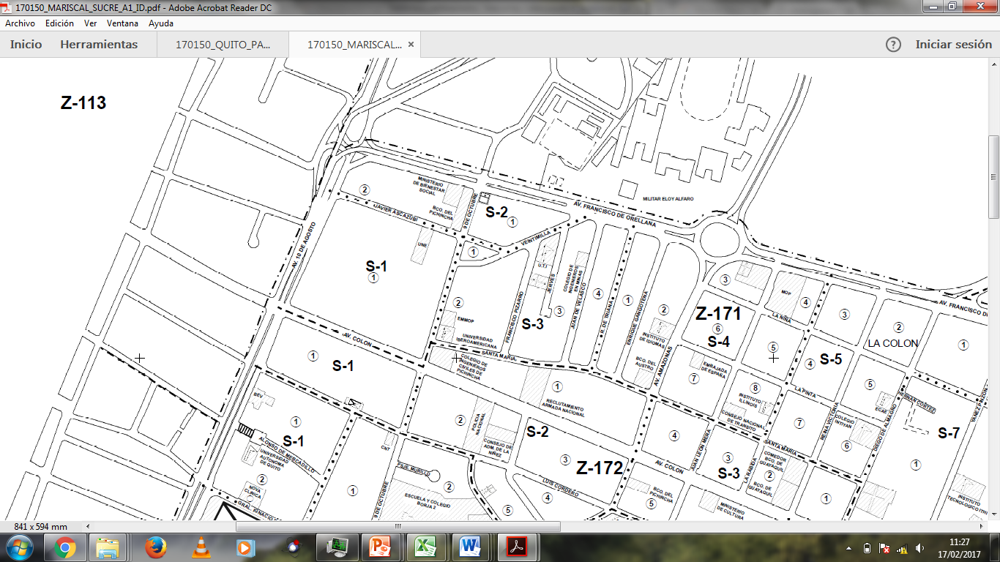 170150_MARISCAL_SUCRE_A1_ID.pdf - Adobe Acrobat Reader DC
Archivo Edición Ver Ventana Ayuda
Inicio Herramientas 170150_QUITO_PA... 170150_MARISCAL... × ? Iniciar sesión
Z-113
MINISTERIO
DE BIENESTAR
SOCIAL
2
BCO. DEL
PICHINCHA
9 DE OCTUBRE
S-2
1
MILITAR ELOY ALFARO
AV. FRANCISCO DE ORELLANA
JAVIER ASCAZUBI
AV. 10 DE AGOSTO
UNE
VEINTIMILLA
1
S-1
1
JERVES
COLEGIO DE
INGENIEROS
EN MINAS
JUAN DE VELASCO
4
R. DE TRIANA
1
ENRIQUE GANGOTENA
2
INSTITUTO
DE IDIOMAS
3
MOP
4
AV. FRANCISCO D
2
EMMOP
FRANCISCO PIZARRO
S-3
3
Z-171
6
S-4
LA NIÑA
3
2
LA COLON
1
UNIVERSIDAD
IBEROAMERICANA
SANTA MARIA
AV. COLON
1
S-1
COLEGIO DE
INGENIEROS
CIVILES DE
PICHINCHA
BCO. DEL
AUSTRO
AV. AMAZONAS
EMBAJADA
DE ESPAÑA
7
5
4
S-5
5
1
RECLUTAMIENTO
ARMADA NACIONAL
8
INSTITUTO
ILLINOIS
LA PINTA
ECAE
HERNAN CORTEZ
BEV
1
S-1
ALONSO DE MERCADILLO
2
POLICIA
NACIONAL
CONSEJO DE
ADM. DE LA
NIÑEZ
S-2
CONSEJO NACIONAL
DE TRANSITO
7
REINA VICTORIA
COLEGIO
INTIYAN
6
DIEGO DE ALMAGRO
S-7
UNIVERSIDAD
AUTONOMA
DE QUITO
CNT
4
JUAN LEON MERA
3
S-3
SANTA MARIA
COMEDOR
BCO. DE
GUAYAQUIL
2
LA RABIDA
BCO. DE
GUAYAQUIL
1
3
Z-172
AV. COLON
2
NOVA
CLINICA
1
PSJE. MURILLO
2
ESCUELA Y COLEGIO
BORJA 2
9 DE OCTUBRE
LUIS CORDERO
4
5
BCO. DEL
PICHINCHA
5
MINISTERIO
DE CULTURA
1
INSTITUTO
GRAL. IGNACIO
841 x 594 mm
11:27
17/02/2017